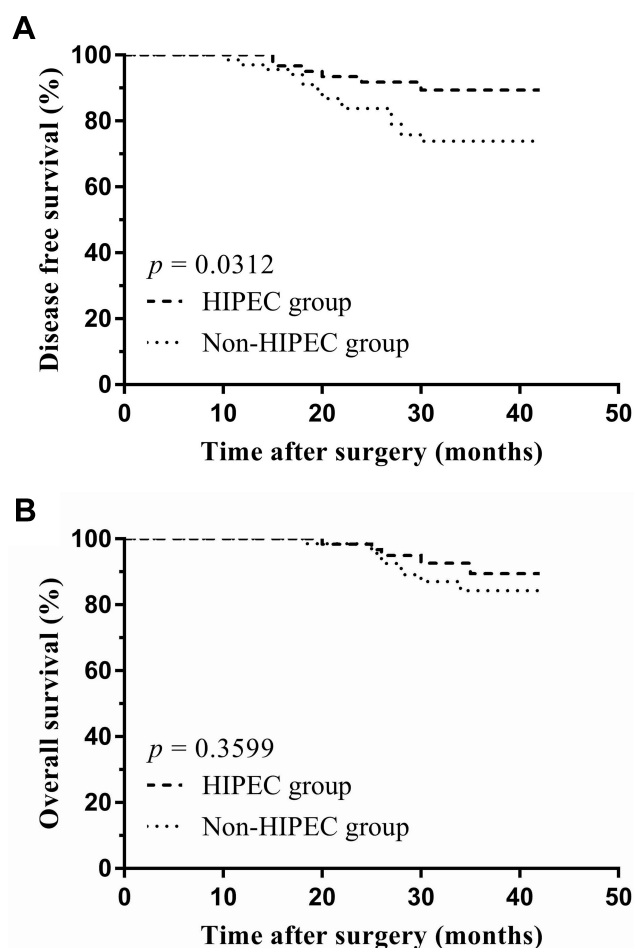 A
Disease free survival (%)
100
80
60
40
20
0
p = 0.0312
HIPEC group
Non-HIPEC group
0 10 20 30 40 50
Time after surgery (months)
B
Overall survival (%)
100
80
60
40
20
0
p = 0.3599
HIPEC group
Non-HIPEC group
0 10 20 30 40 50
Time after surgery (months)